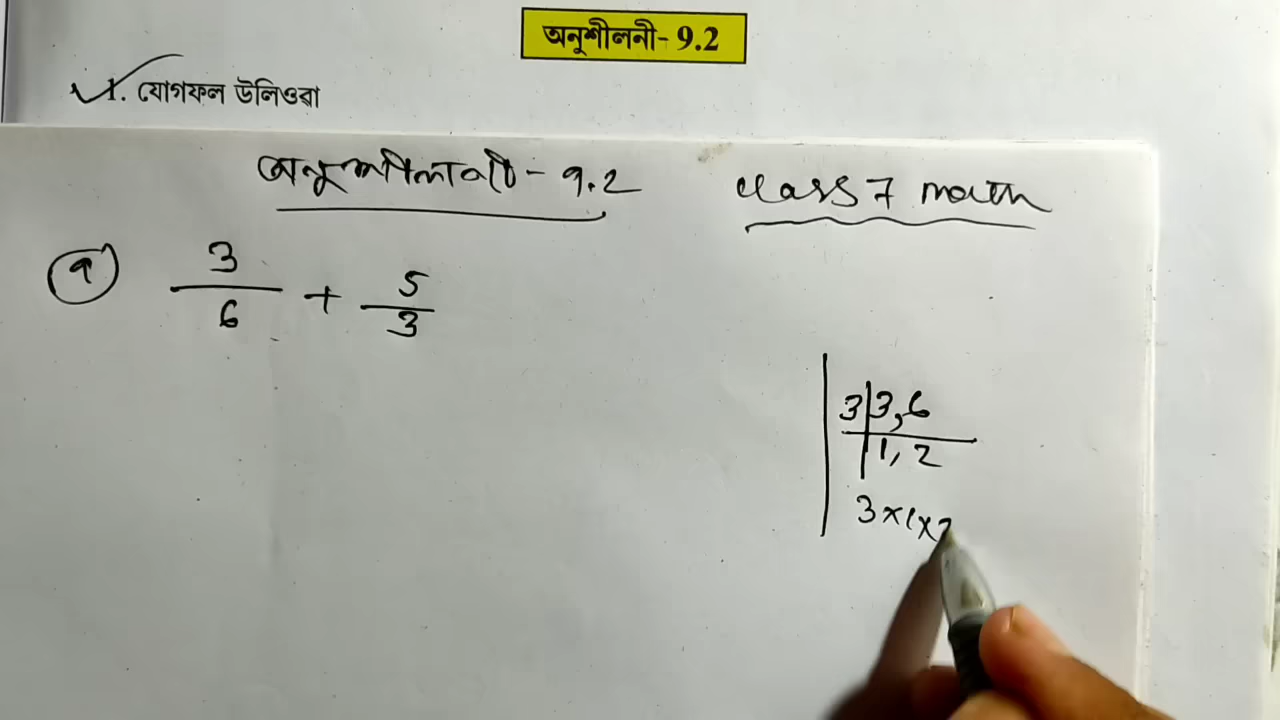 অনুশীলনী- 9.2
1. যোগফল উলিওৱা
অনুশীলনী - 9.2 class 7 math
3/6 + 5/3
3|3, 6
1, 2
3×1×2